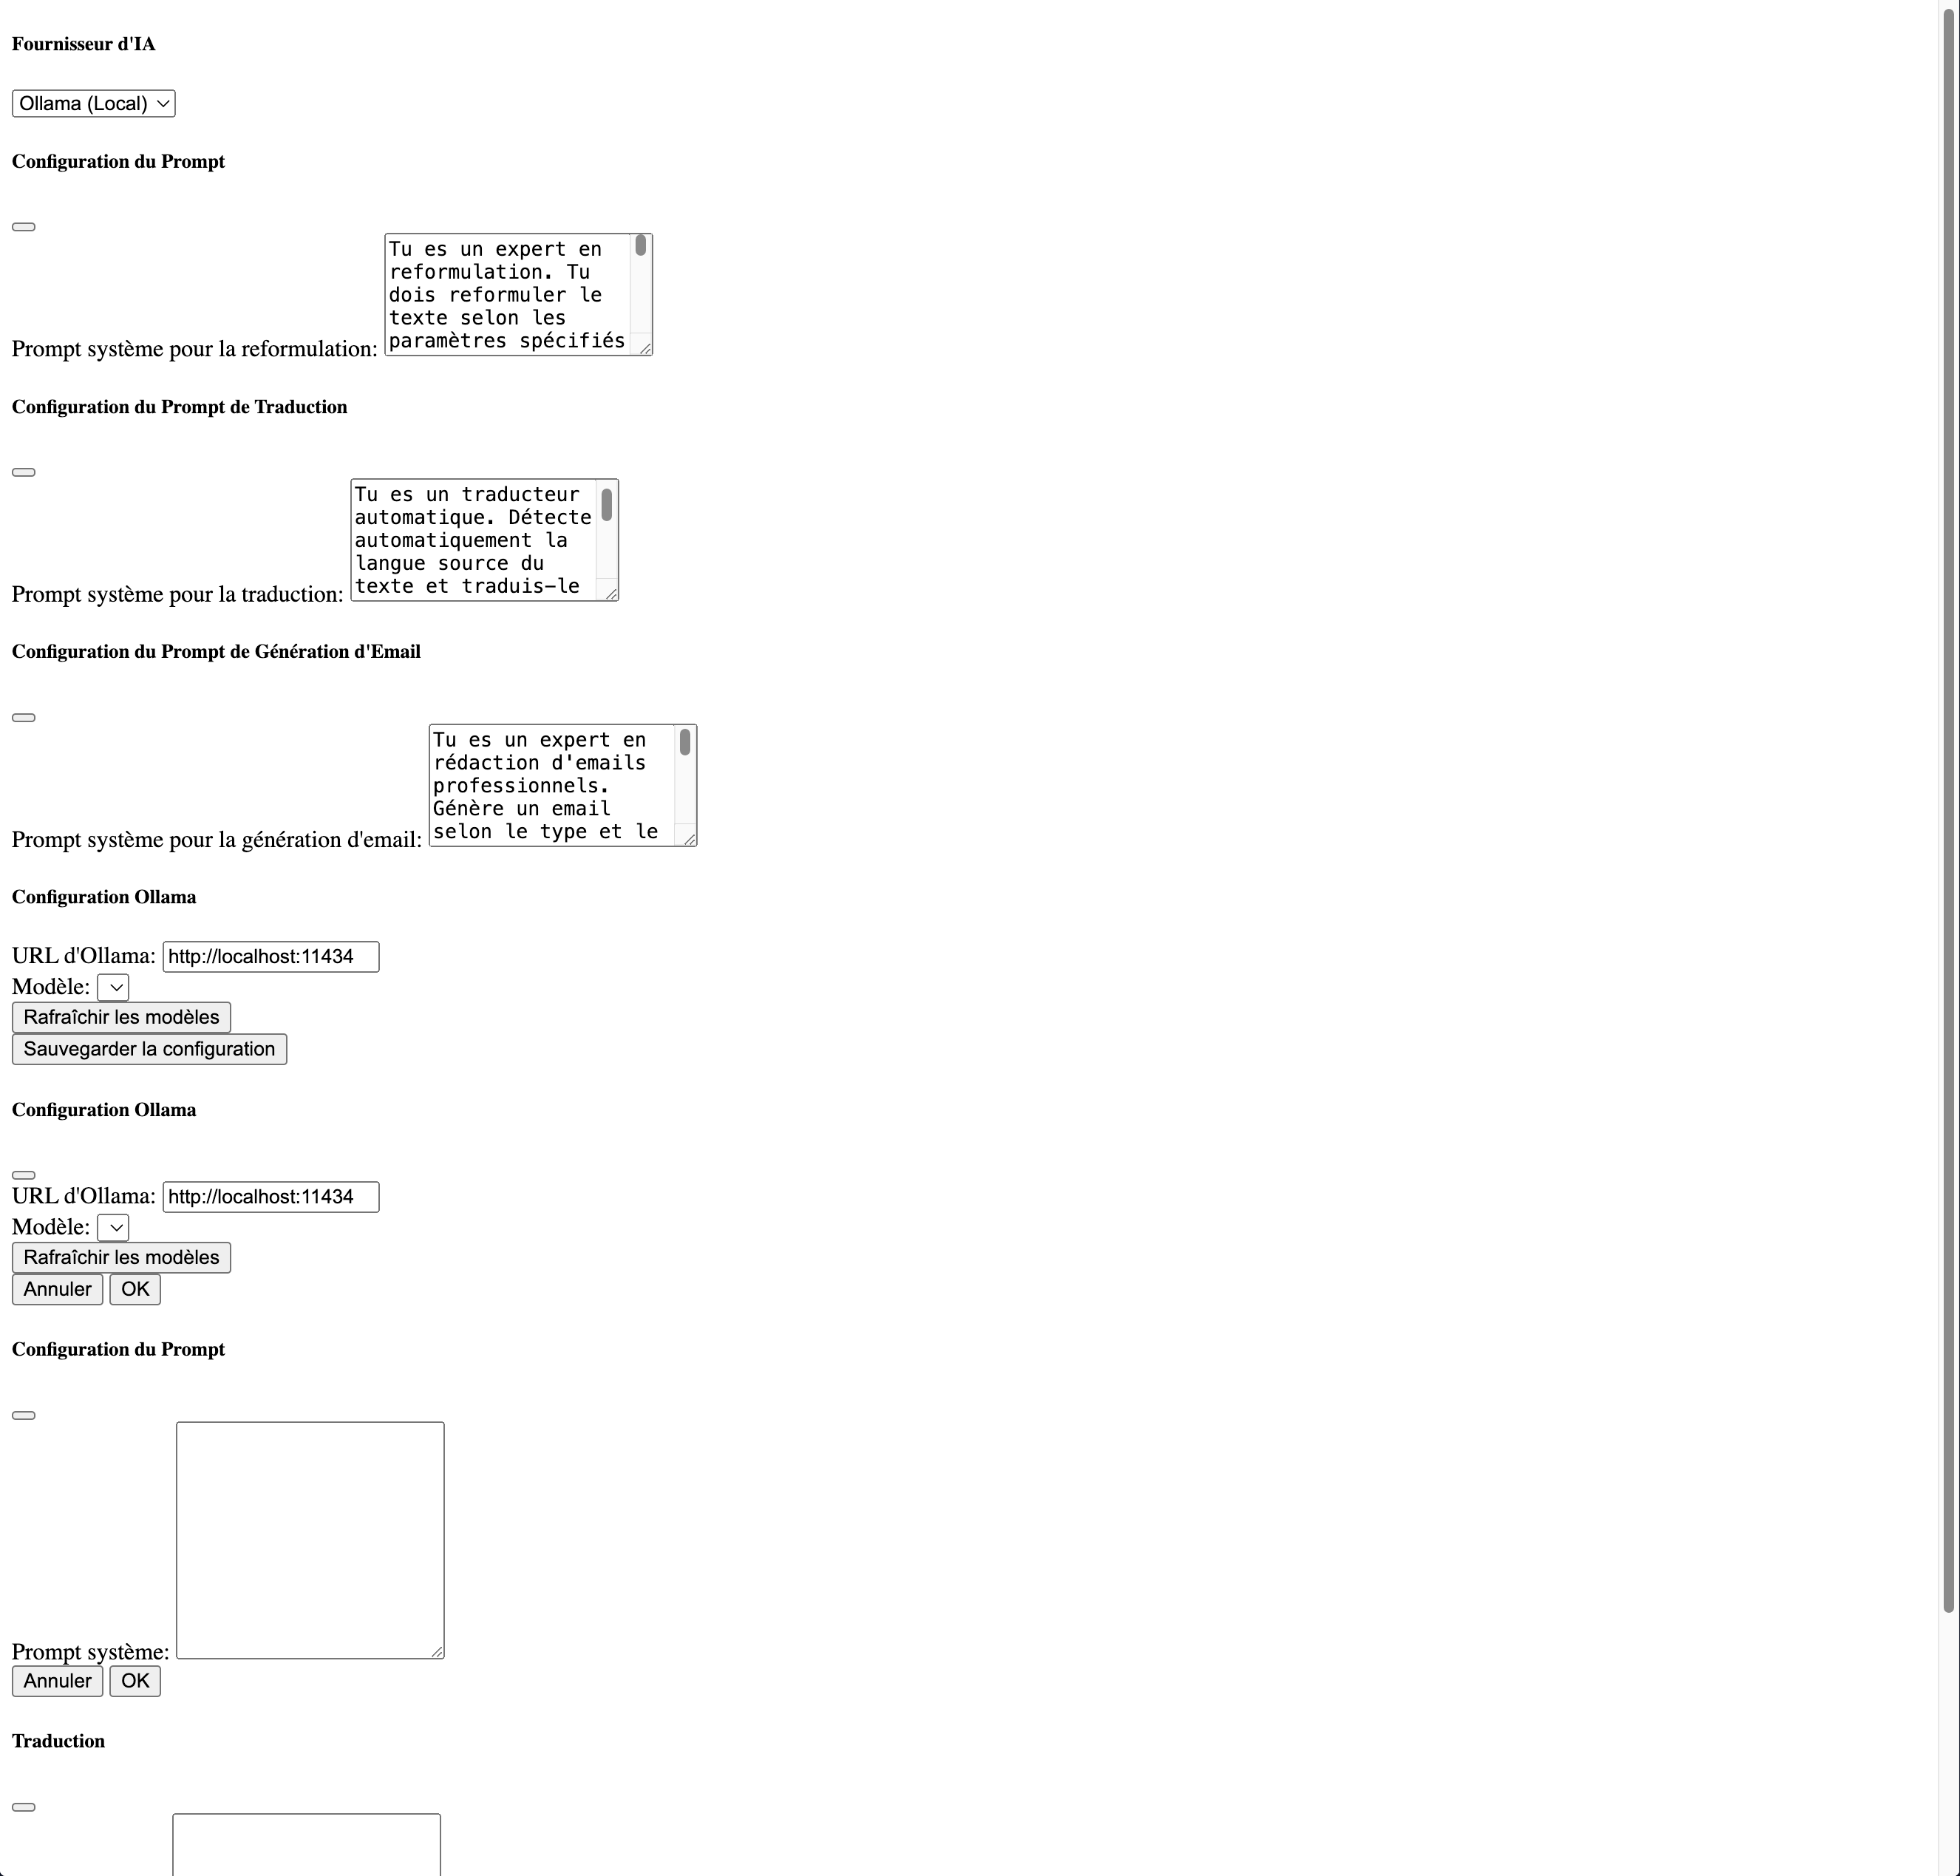 Fournisseur d'IA
Ollama (Local)
Configuration du Prompt
Tu es un expert en
reformulation. Tu
dois reformuler le
texte selon les
paramètres spécifiés
Prompt système pour la reformulation:
Configuration du Prompt de Traduction
Tu es un traducteur
automatique. Détecte
automatiquement la
langue source du
texte et traduis-le
Prompt système pour la traduction:
Configuration du Prompt de Génération d'Email
Tu es un expert en
rédaction d'emails
professionnels.
Génère un email
selon le type et le
Prompt système pour la génération d'email:
Configuration Ollama
URL d'Ollama: http://localhost:11434
Modèle:
Rafraîchir les modèles
Sauvegarder la configuration
Configuration Ollama
URL d'Ollama: http://localhost:11434
Modèle:
Rafraîchir les modèles
Annuler OK
Configuration du Prompt
Prompt système:
Annuler OK
Traduction